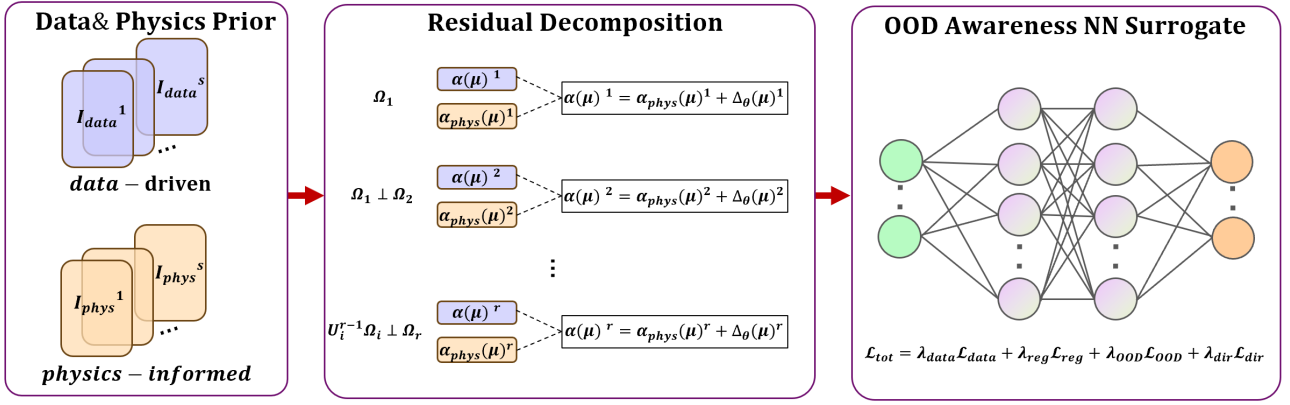 Data& Physics Prior
I_data^1
I_data^s
...
data − driven
I_phys^1
I_phys^s
...
physics − informed
Residual Decomposition
Ω_1
α(μ)^1
α_phys(μ)^1
α(μ)^1 = α_phys(μ)^1 + Δ_θ(μ)^1
Ω_1 ⊥ Ω_2
α(μ)^2
α_phys(μ)^2
α(μ)^2 = α_phys(μ)^2 + Δ_θ(μ)^2
⋮
U_i^{r−1}Ω_i ⊥ Ω_r
α(μ)^r
α_phys(μ)^r
α(μ)^r = α_phys(μ)^r + Δ_θ(μ)^r
OOD Awareness NN Surrogate
ℒ_tot = λ_data ℒ_data + λ_reg ℒ_reg + λ_OOD ℒ_OOD + λ_dir ℒ_dir